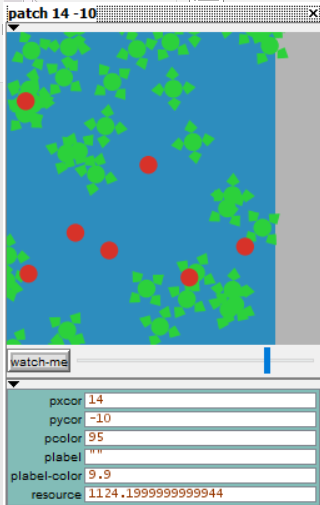 patch 14 -10
watch-me
pxcor 14
pycor -10
pcolor 95
plabel ""
plabel-color 9.9
resource 1124.1999999999944